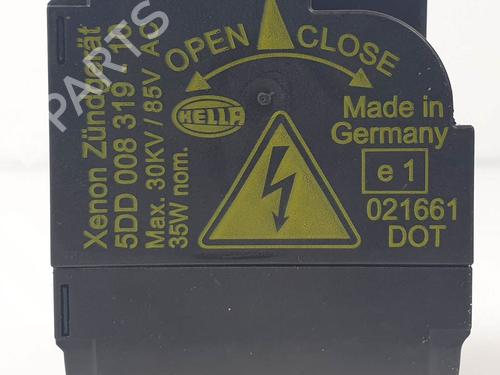 OPEN CLOSE
Xenon Zündgerät
5DD 008 319-10
Max. 30KV / 85V AC
35W nom.
HELLA
Made in
Germany
e 1
021661
DOT
PARTS